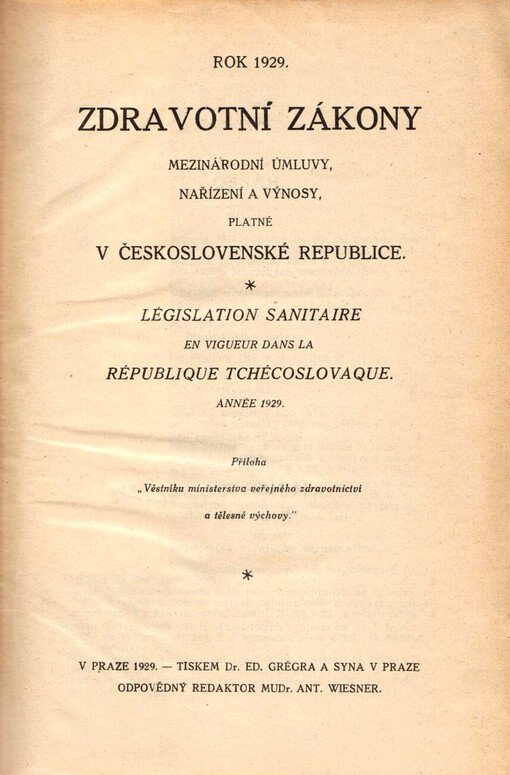 ROK 1929.
ZDRAVOTNÍ ZÁKONY
MEZINÁRODNÍ ÚMLUVY,
NAŘÍZENÍ A VÝNOSY,
PLATNÉ
V ČESKOSLOVENSKÉ REPUBLICE.
*
LÉGISLATION SANITAIRE
EN VIGUEUR DANS LA
RÉPUBLIQUE TCHÉCOSLOVAQUE.
ANNÉE 1929.
Příloha
„Věstníku ministerstva veřejného zdravotnictví
a tělesné výchovy."
*
V PRAZE 1929. — TISKEM Dr. ED. GRÉGRA A SYNA V PRAZE
ODPOVĚDNÝ REDAKTOR MUDr. ANT. WIESNER.